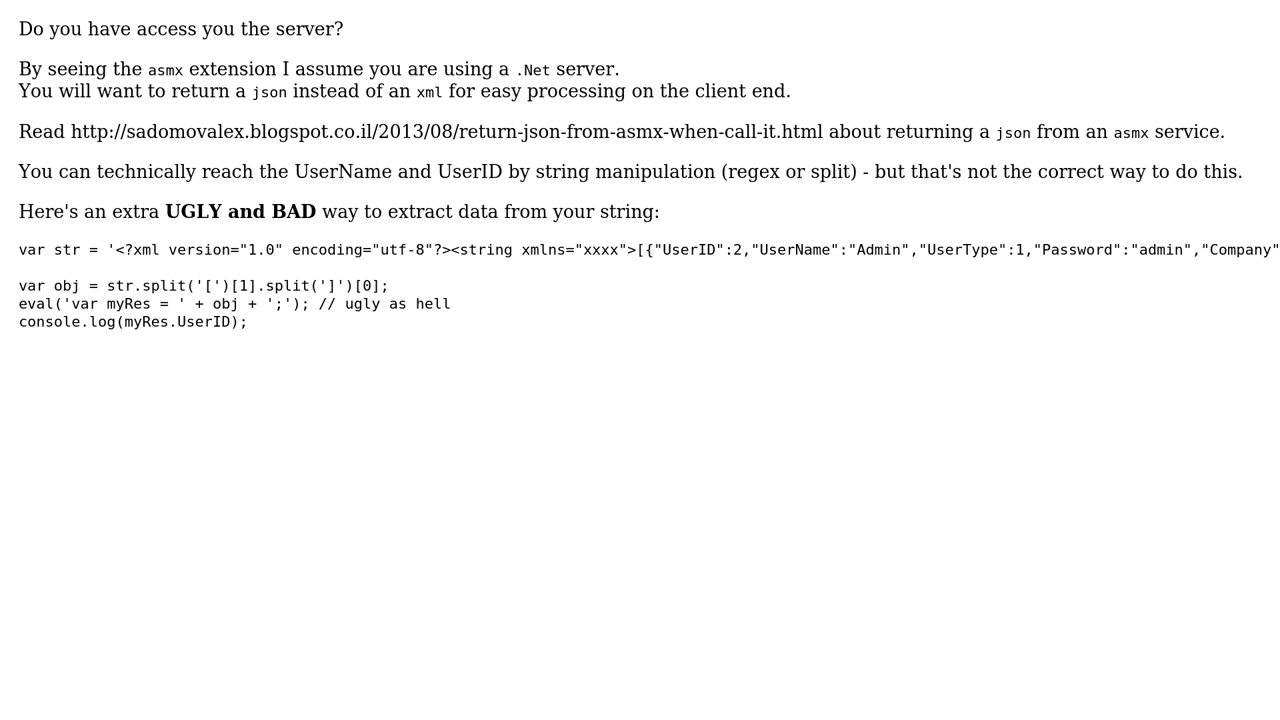 Do you have access you the server?
By seeing the asmx extension I assume you are using a .Net server.
You will want to return a json instead of an xml for easy processing on the client end.
Read http://sadomovalex.blogspot.co.il/2013/08/return-json-from-asmx-when-call-it.html about returning a json from an asmx service.
You can technically reach the UserName and UserID by string manipulation (regex or split) - but that's not the correct way to do this.
Here's an extra UGLY and BAD way to extract data from your string:
var str = '<?xml version="1.0" encoding="utf-8"?><string xmlns="xxxx">[{"UserID":2,"UserName":"Admin","UserType":1,"Password":"admin","Company"
var obj = str.split('[')[1].split(']')[0];
eval('var myRes = ' + obj + ';'); // ugly as hell
console.log(myRes.UserID);